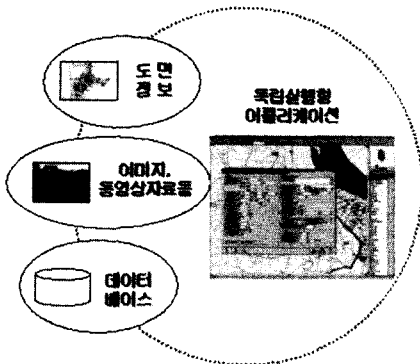 도 면
정 보
독립실행형
어플리케이션
이미지,
동영상자료등
데이터
베이스